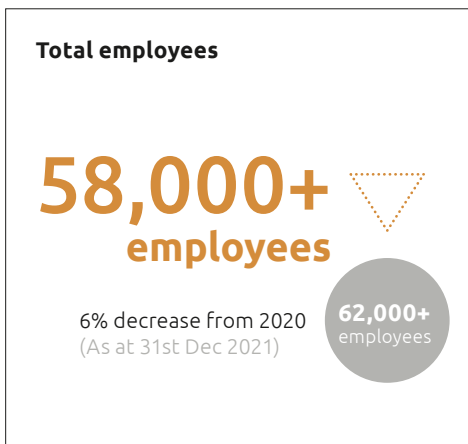 Total employees
58,000+
employees
6% decrease from 2020
(As at 31st Dec 2021)
62,000+
employees